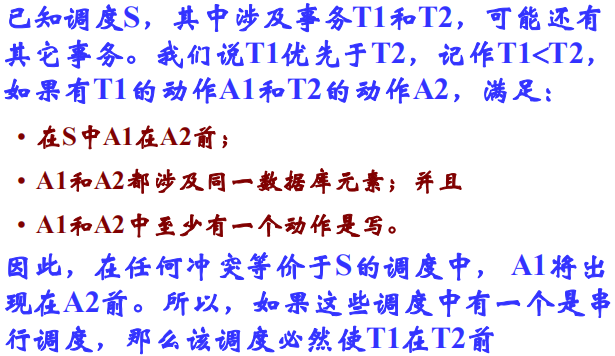 已知调度S，其中涉及事务T1和T2，可能还有
其它事务。我们说T1优先于T2，记作T1<T2，
如果有T1的动作A1和T2的动作A2，满足：
• 在S中A1在A2前；
• A1和A2都涉及同一数据库元素；并且
• A1和A2中至少有一个动作是写。
因此，在任何冲突等价于S的调度中， A1将出
现在A2前。所以，如果这些调度中有一个是串
行调度，那么该调度必然使T1在T2前